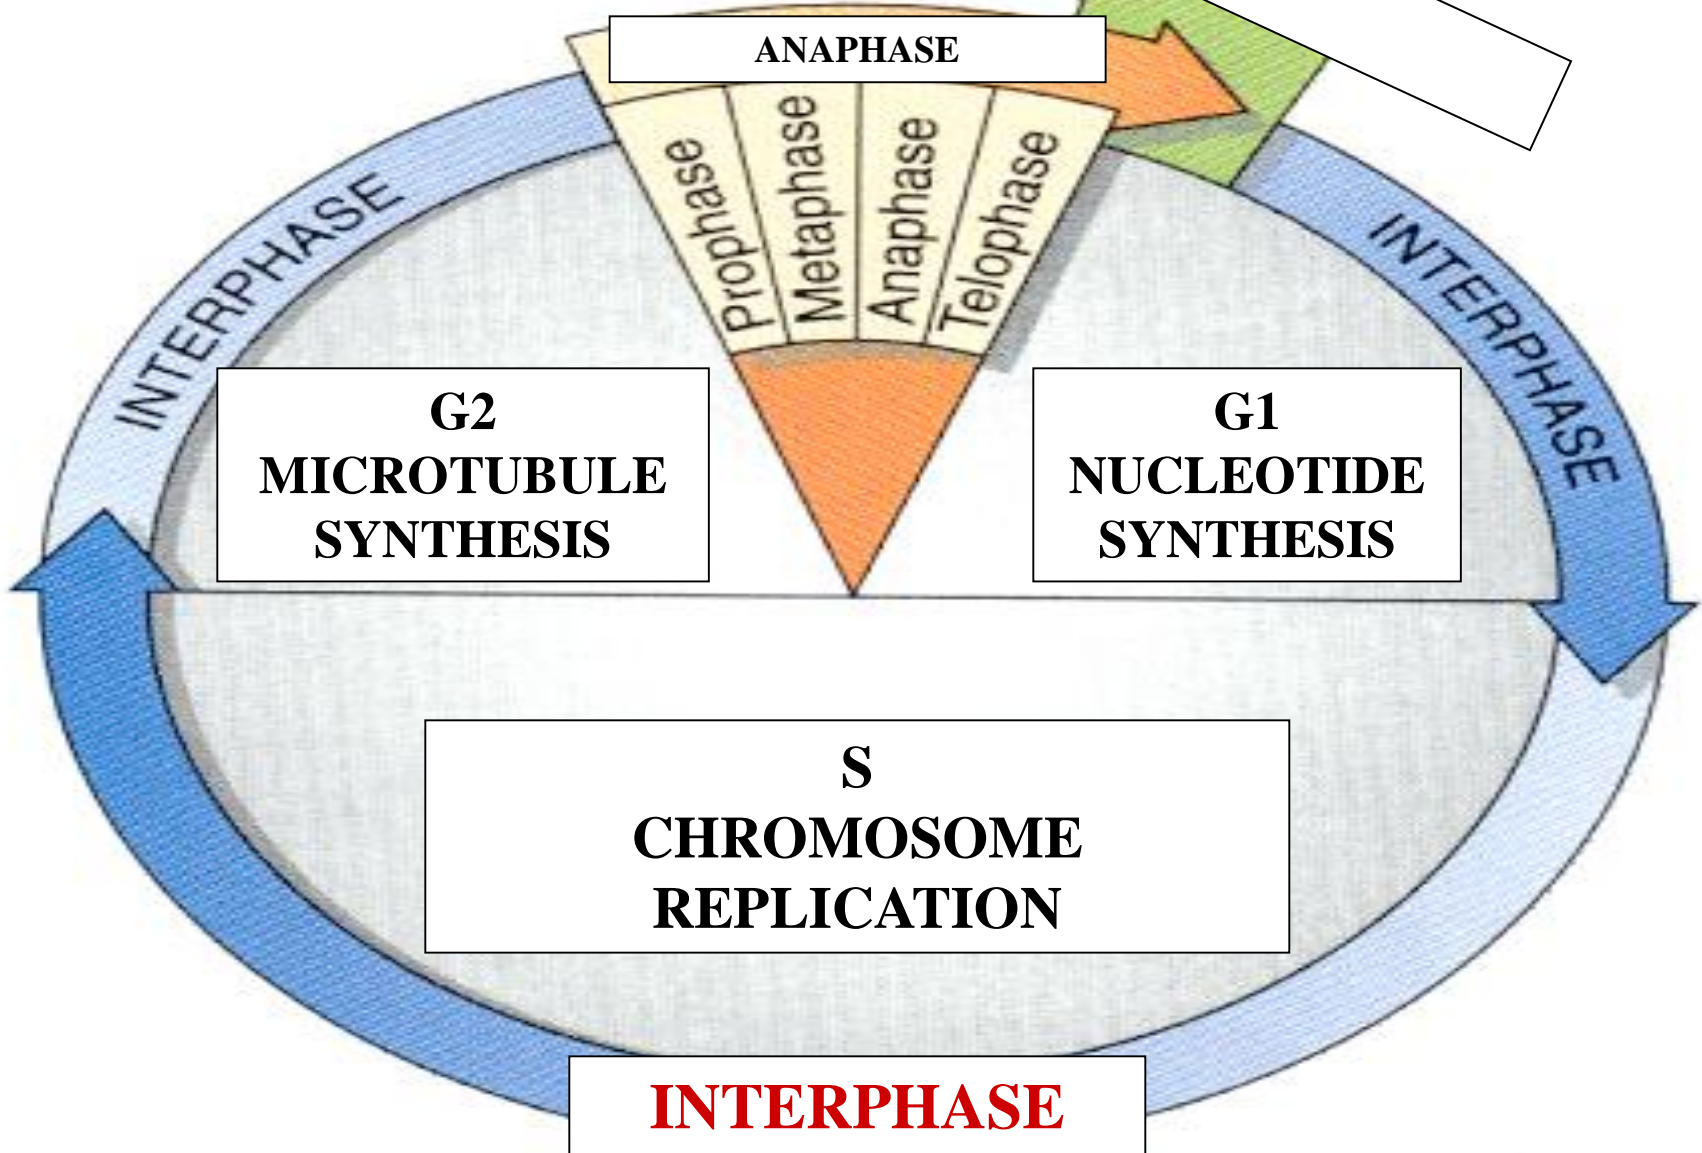 ANAPHASE
Prophase
Metaphase
Anaphase
Telophase
INTERPHASE
INTERPHASE
G2
MICROTUBULE
SYNTHESIS
G1
NUCLEOTIDE
SYNTHESIS
S
CHROMOSOME
REPLICATION
INTERPHASE